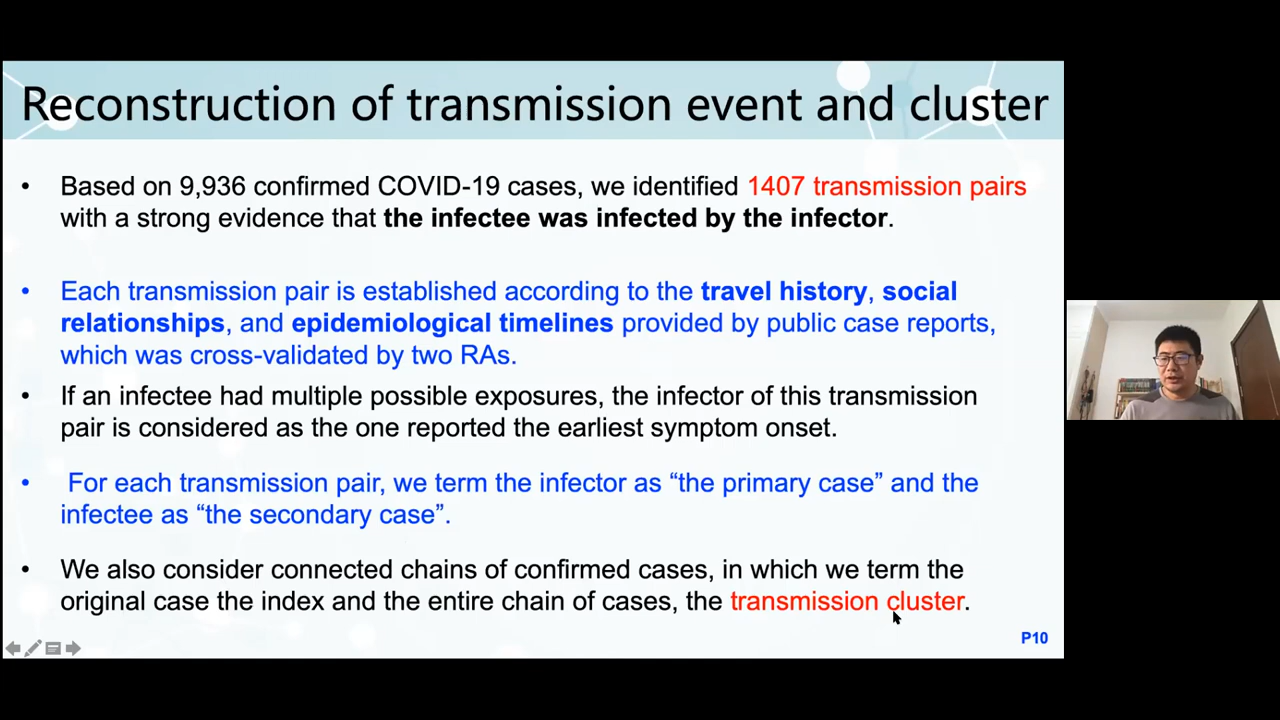 Reconstruction of transmission event and cluster
• Based on 9,936 confirmed COVID-19 cases, we identified 1407 transmission pairs
with a strong evidence that the infectee was infected by the infector.
• Each transmission pair is established according to the travel history, social
relationships, and epidemiological timelines provided by public case reports,
which was cross-validated by two RAs.
• If an infectee had multiple possible exposures, the infector of this transmission
pair is considered as the one reported the earliest symptom onset.
• For each transmission pair, we term the infector as “the primary case” and the
infectee as “the secondary case”.
• We also consider connected chains of confirmed cases, in which we term the
original case the index and the entire chain of cases, the transmission cluster.
P10